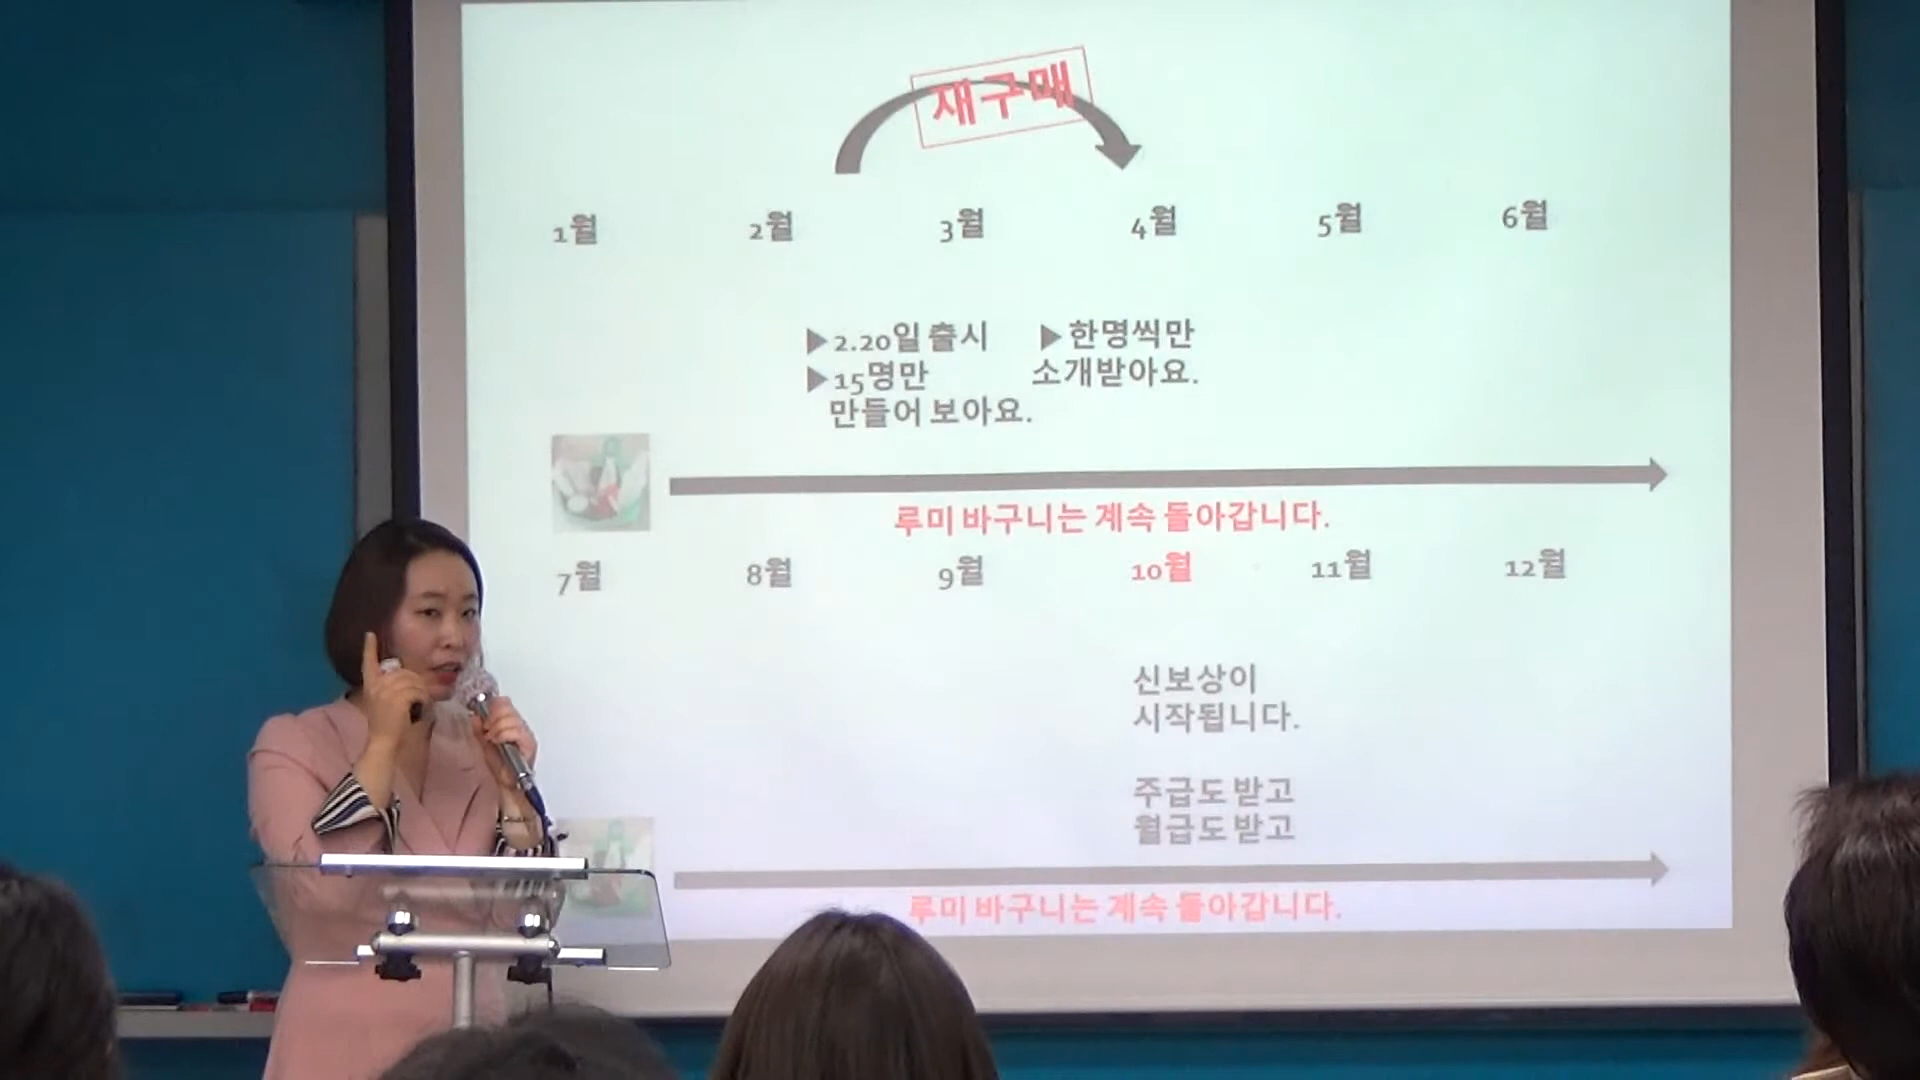 재구매
1월 2월 3월 4월 5월 6월
▶2.20일 출시
▶15명만
만들어 보아요.
▶한명씩만
소개받아요.
루미 바구니는 계속 돌아갑니다.
7월 8월 9월 10월 11월 12월
신보상이
시작됩니다.
주급도 받고
월급도 받고
루미 바구니는 계속 돌아갑니다.